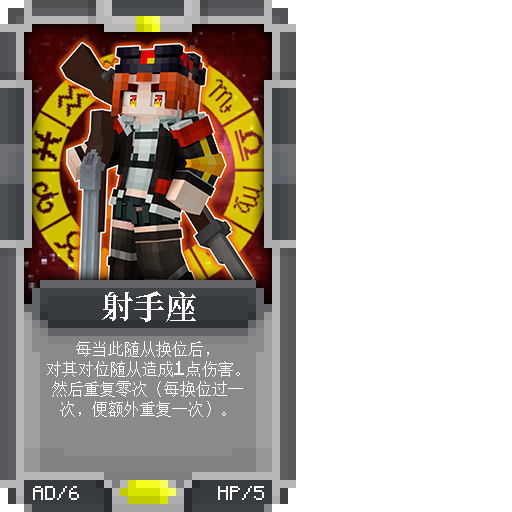 射手座
每当此随从换位后，
对其对位随从造成1点伤害。
然后重复零次（每换位过一
次，便额外重复一次）。
AD/6
HP/5